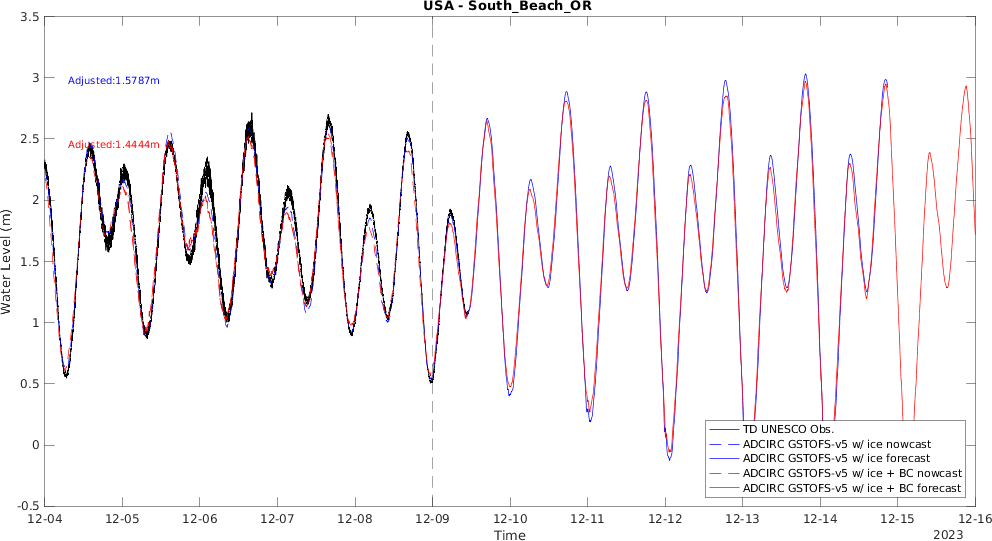 USA - South_Beach_OR
3.5
3
2.5
2
1.5
1
0.5
0
-0.5
Water Level (m)
Adjusted:1.5787m
Adjusted:1.4444m
TD UNESCO Obs.
ADCIRC GSTOFS-v5 w/ ice nowcast
ADCIRC GSTOFS-v5 w/ ice forecast
ADCIRC GSTOFS-v5 w/ ice + BC nowcast
ADCIRC GSTOFS-v5 w/ ice + BC forecast
12-04 12-05 12-06 12-07 12-08 12-09 12-10 12-11 12-12 12-13 12-14 12-15 12-16
Time
2023